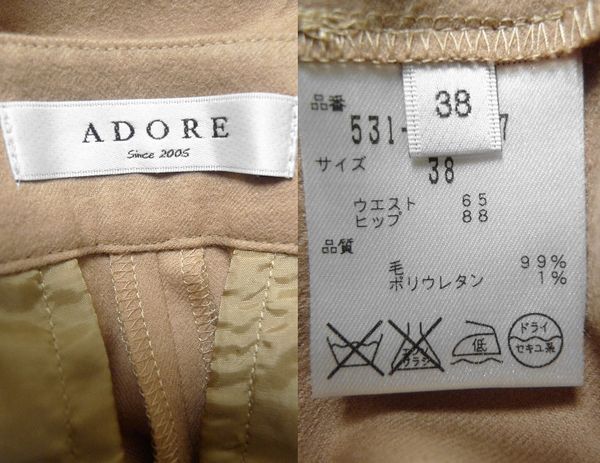 ADORE
Since 2005
38
品番
531- 7
サイズ
38
ウエスト 65
ヒップ 88
品質
毛 99%
ポリウレタン 1%
低
ドライ
セキユ系